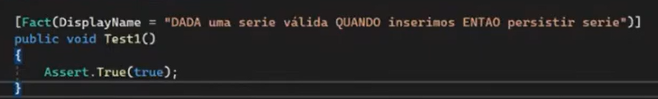 [Fact(DisplayName = "DADA uma serie válida QUANDO inserimos ENTAO persistir serie")]
public void Test1()
{
Assert.True(true);
}